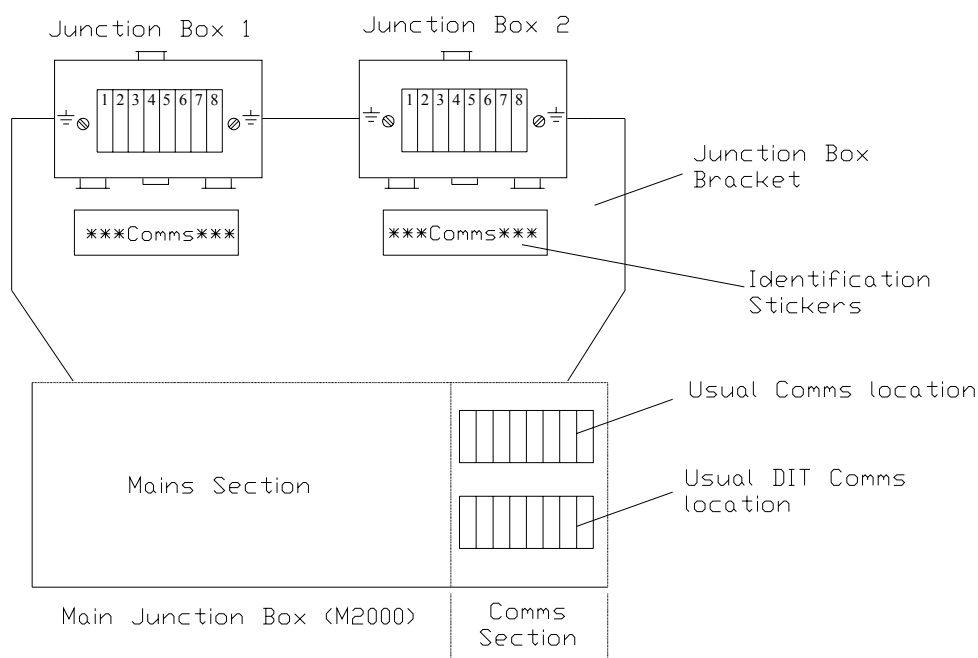 Junction Box 1
Junction Box 2
1 2 3 4 5 6 7 8
1 2 3 4 5 6 7 8
Junction Box
Bracket
***Comms***
***Comms***
Identification
Stickers
Usual Comms location
Mains Section
Usual DIT Comms
location
Main Junction Box (M2000)
Comms
Section